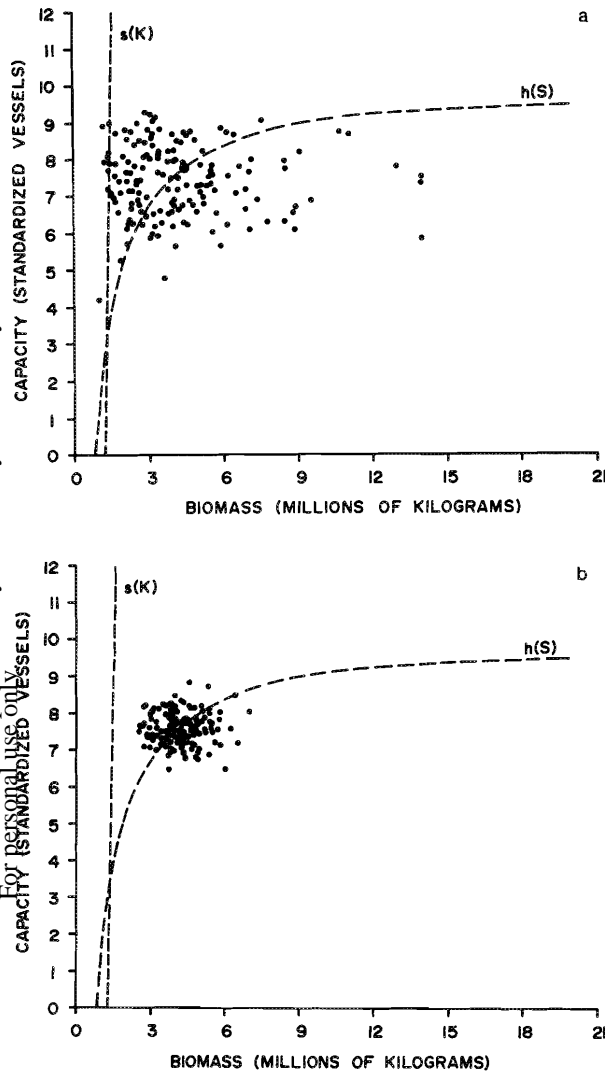 a
12
11
10
9
8
7
6
5
4
3
2
1
0
CAPACITY (STANDARDIZED VESSELS)
s(K)
h(S)
0 3 6 9 12 15 18 21
BIOMASS (MILLIONS OF KILOGRAMS)
b
12
11
10
9
8
7
6
5
4
3
2
1
0
CAPACITY (STANDARDIZED VESSELS)
For personal use only.
s(K)
h(S)
0 3 6 9 12 15 18 21
BIOMASS (MILLIONS OF KILOGRAMS)